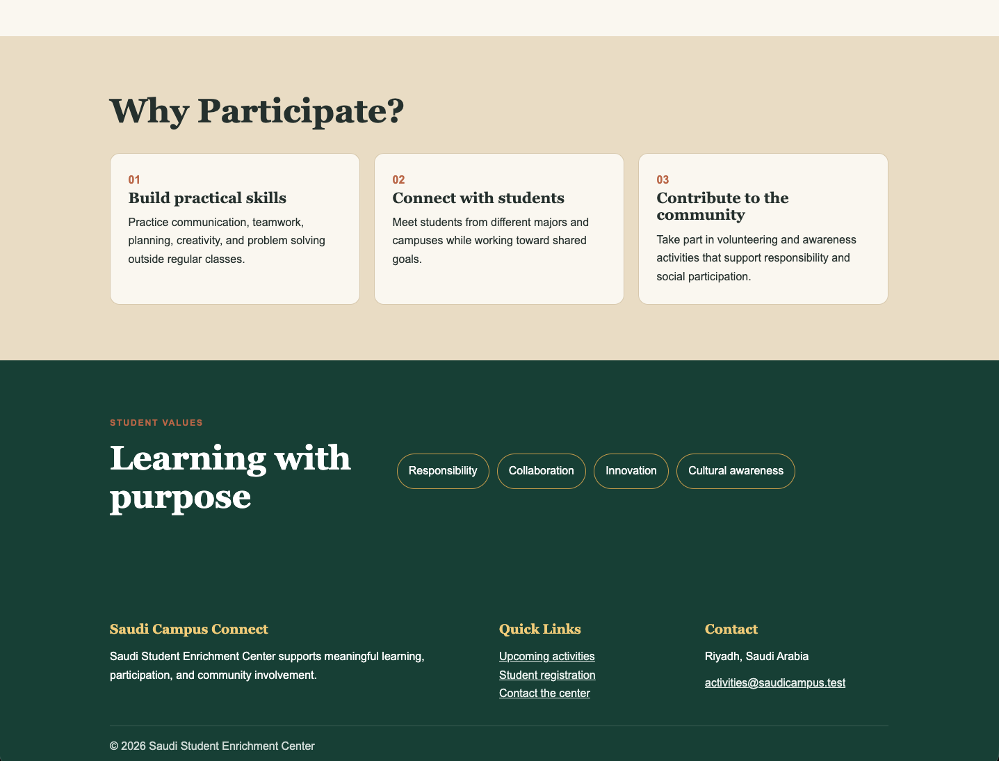 Why Participate?
01
Build practical skills
Practice communication, teamwork,
planning, creativity, and problem solving
outside regular classes.
02
Connect with students
Meet students from different majors and
campuses while working toward shared
goals.
03
Contribute to the
community
Take part in volunteering and awareness
activities that support responsibility and
social participation.
STUDENT VALUES
Learning with
purpose
Responsibility
Collaboration
Innovation
Cultural awareness
Saudi Campus Connect
Saudi Student Enrichment Center supports meaningful learning,
participation, and community involvement.
Quick Links
Upcoming activities
Student registration
Contact the center
Contact
Riyadh, Saudi Arabia
activities@saudicampus.test
© 2026 Saudi Student Enrichment Center